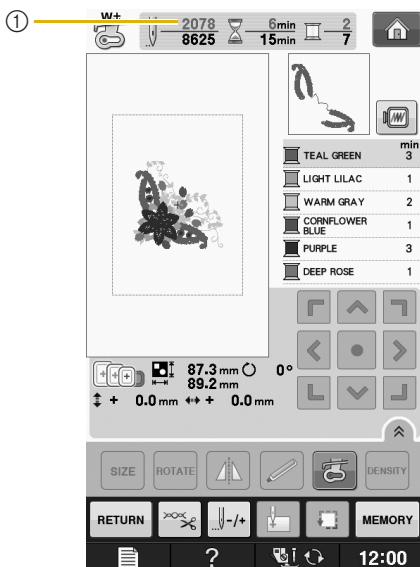 ①
W+
2078 6min 2
8625 15min 7
min
TEAL GREEN 3
LIGHT LILAC 1
WARM GRAY 2
CORNFLOWER
BLUE 1
PURPLE 3
DEEP ROSE 1
87.3 mm 0°
89.2 mm
+ 0.0 mm + 0.0 mm
SIZE ROTATE DENSITY
RETURN -/+ MEMORY
? 12:00